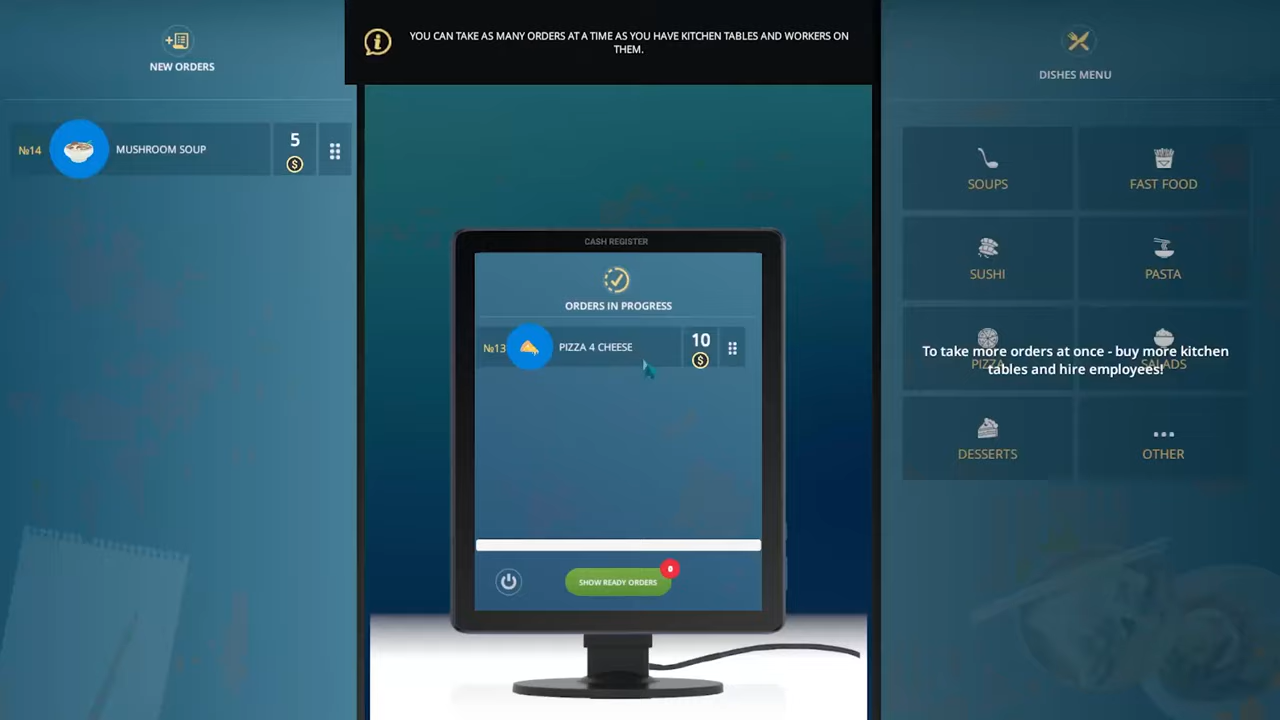 YOU CAN TAKE AS MANY ORDERS AT A TIME AS YOU HAVE KITCHEN TABLES AND WORKERS ON
THEM.
NEW ORDERS
№14
MUSHROOM SOUP
5
CASH REGISTER
ORDERS IN PROGRESS
№13
PIZZA 4 CHEESE
10
0
SHOW READY ORDERS
DISHES MENU
SOUPS
FAST FOOD
SUSHI
PASTA
PIZZA
SALADS
To take more orders at once - buy more kitchen
tables and hire employees!
DESSERTS
OTHER